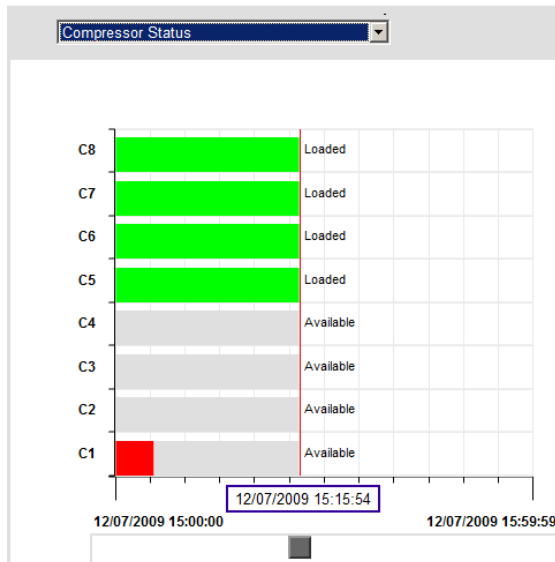 Compressor Status
C8 Loaded
C7 Loaded
C6 Loaded
C5 Loaded
C4 Available
C3 Available
C2 Available
C1 Available
12/07/2009 15:15:54
12/07/2009 15:00:00 12/07/2009 15:59:59